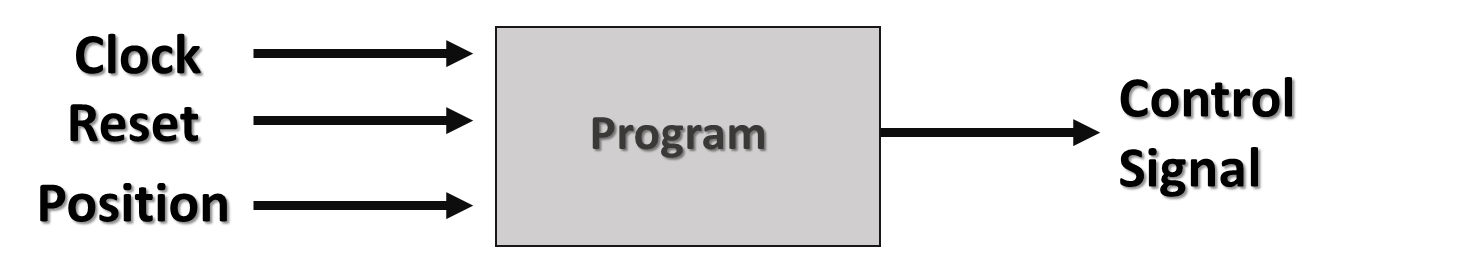 Clock
Reset
Position
Program
Control
Signal